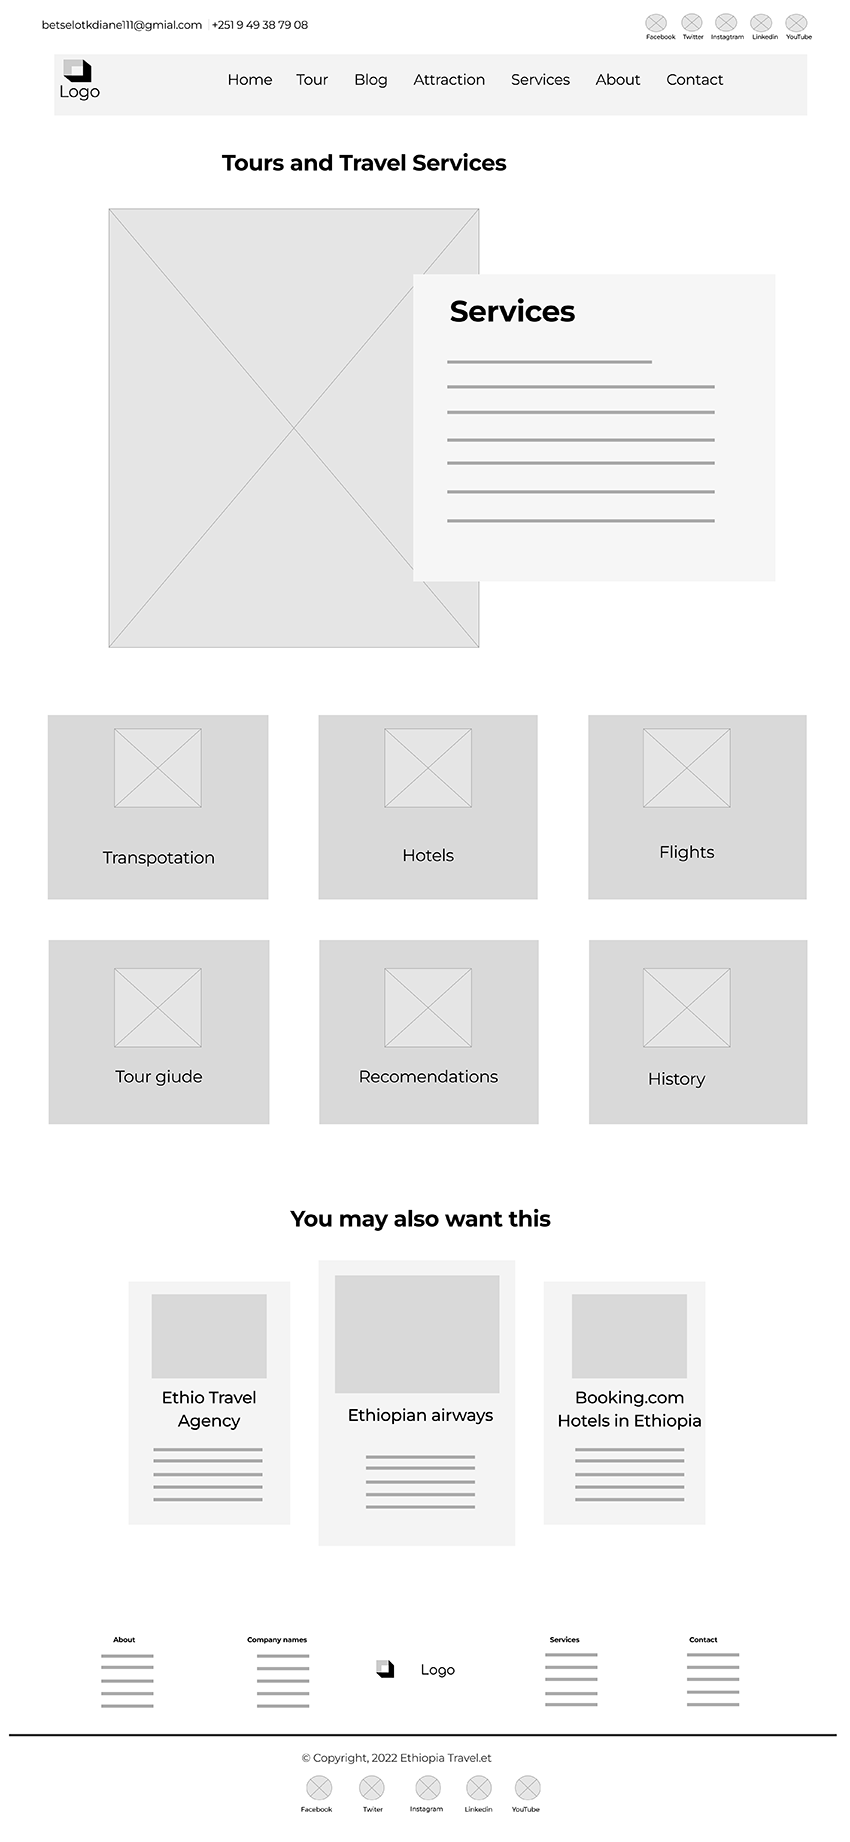 betselotkdiane111@gmial.com +251 9 49 38 79 08
Facebook Twitter Instagtram Linkedin YouTube
Logo
Home Tour Blog Attraction Services About Contact
Tours and Travel Services
Services
Transpotation
Hotels
Flights
Tour giude
Recomendations
History
You may also want this
Ethio Travel
Agency
Ethiopian airways
Booking.com
Hotels in Ethiopia
About
Company names
Logo
Services
Contact
© Copyright, 2022 Ethiopia Travel.et
Facebook Twiter Instagram Linkedin YouTube